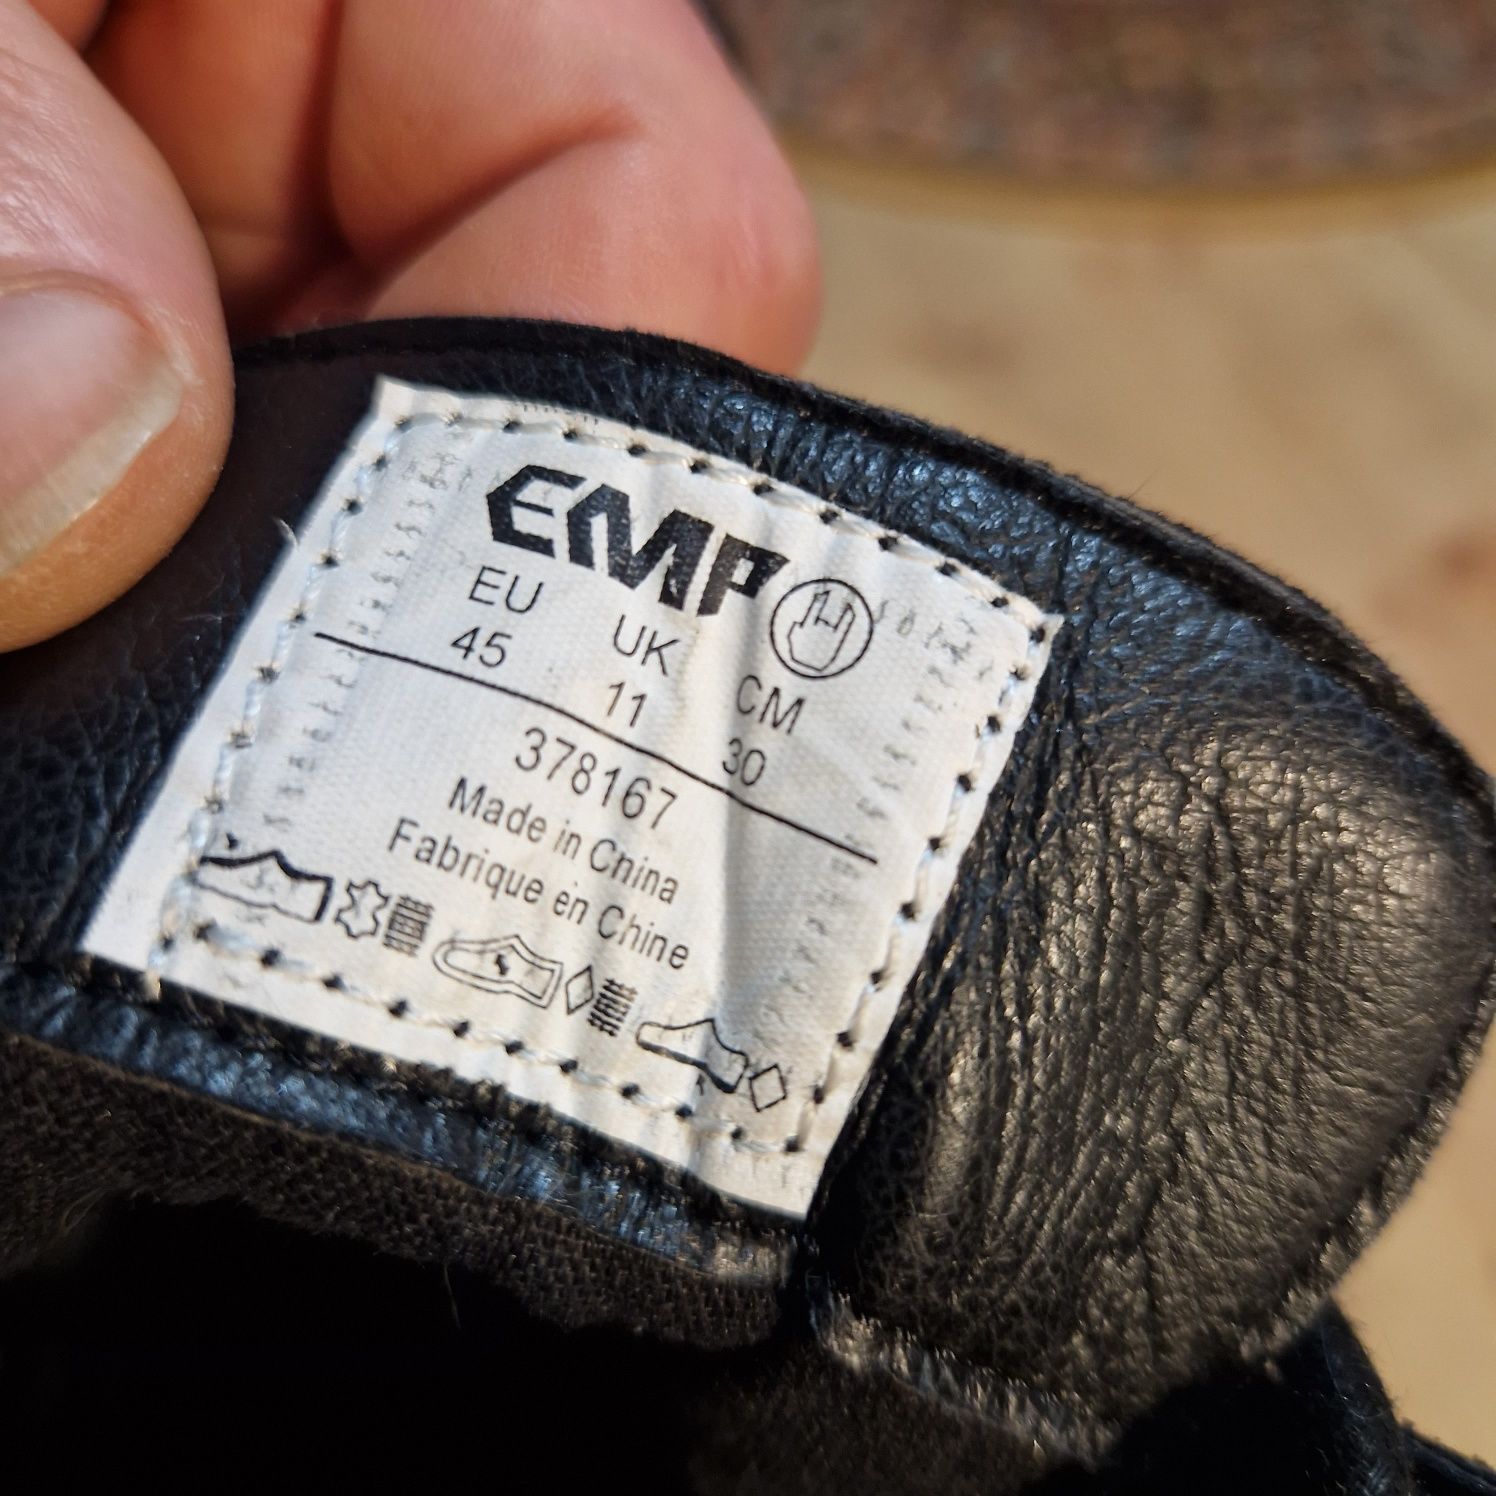 EMP
EU UK CM
45 11 30
378167
Made in China
Fabrique en Chine